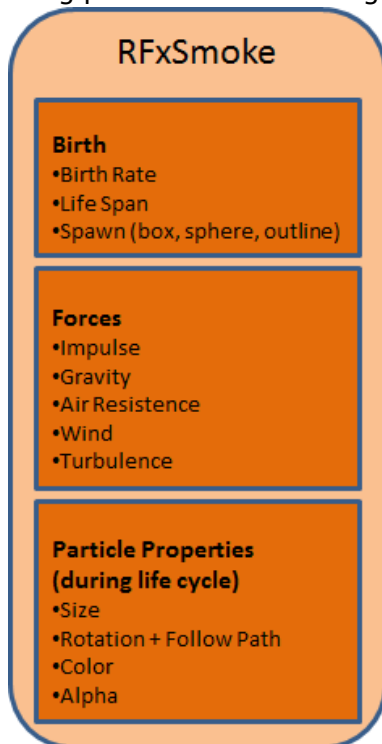 RFxSmoke
Birth
•Birth Rate
•Life Span
•Spawn (box, sphere, outline)
Forces
•Impulse
•Gravity
•Air Resistence
•Wind
•Turbulence
Particle Properties
(during life cycle)
•Size
•Rotation + Follow Path
•Color
•Alpha